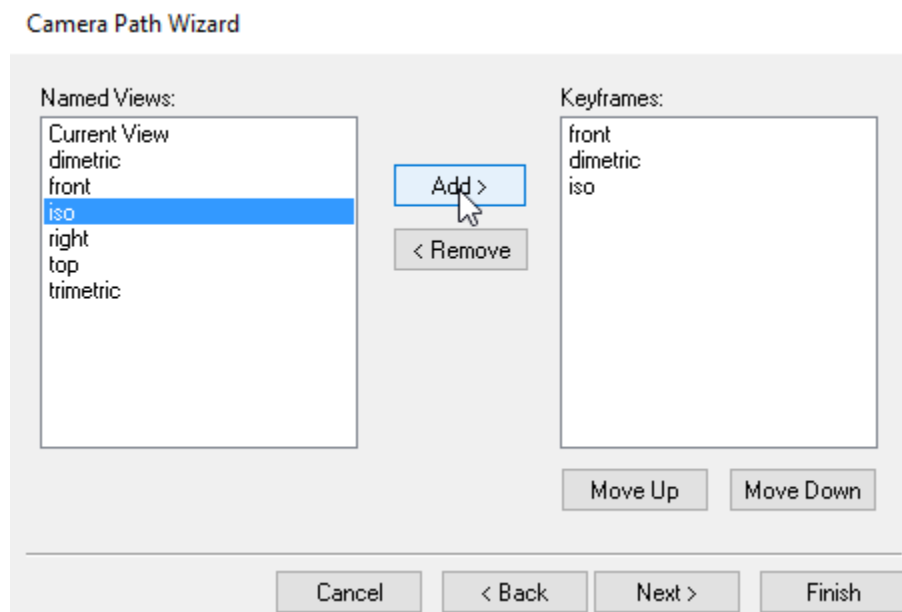 Camera Path Wizard
Named Views:
Current View
dimetric
front
iso
right
top
trimetric
Add >
< Remove
Keyframes:
front
dimetric
iso
Move Up
Move Down
Cancel
< Back
Next >
Finish